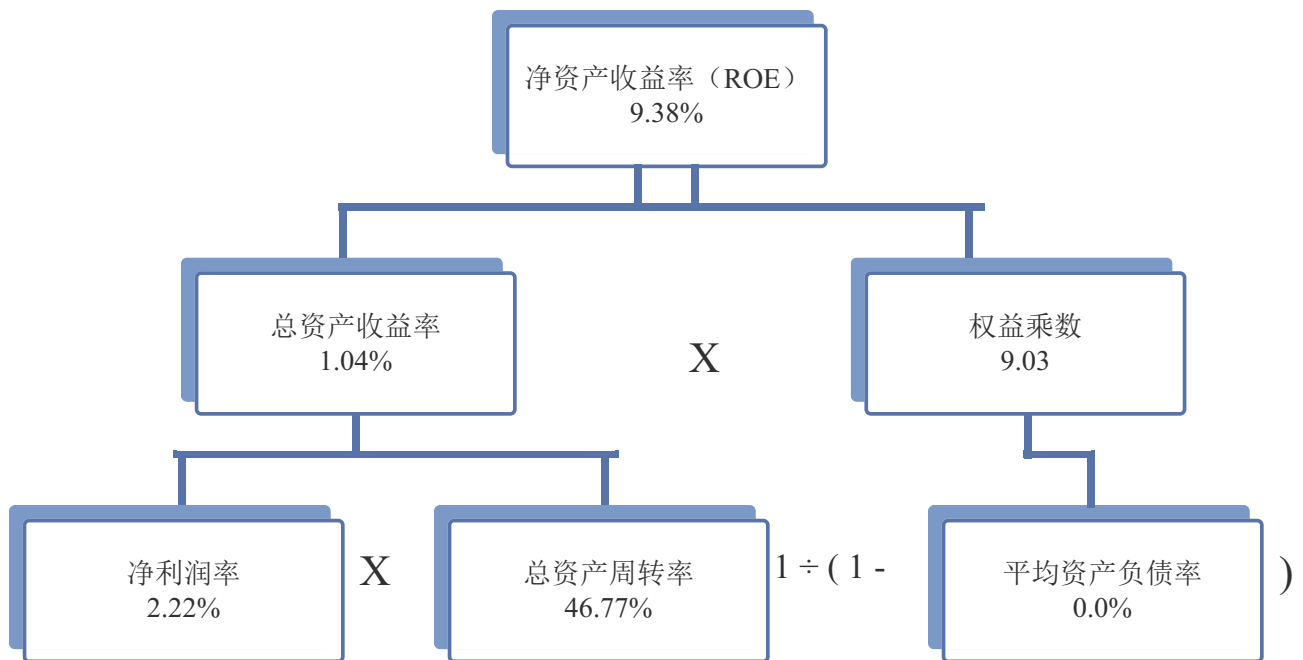 净资产收益率（ROE）
9.38%
总资产收益率
1.04%
X
权益乘数
9.03
净利润率
2.22%
X
总资产周转率
46.77%
1 ÷ ( 1 -
平均资产负债率
0.0%
)